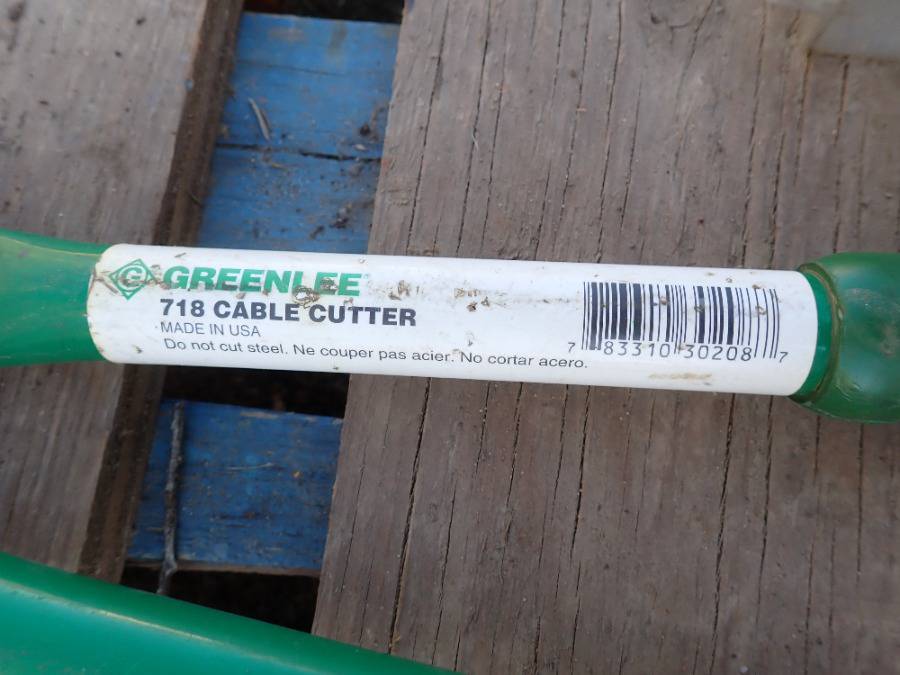 G GREENLEE
718 CABLE CUTTER
MADE IN USA
Do not cut steel. Ne couper pas acier. No cortar acero.
7 83310 30208 7